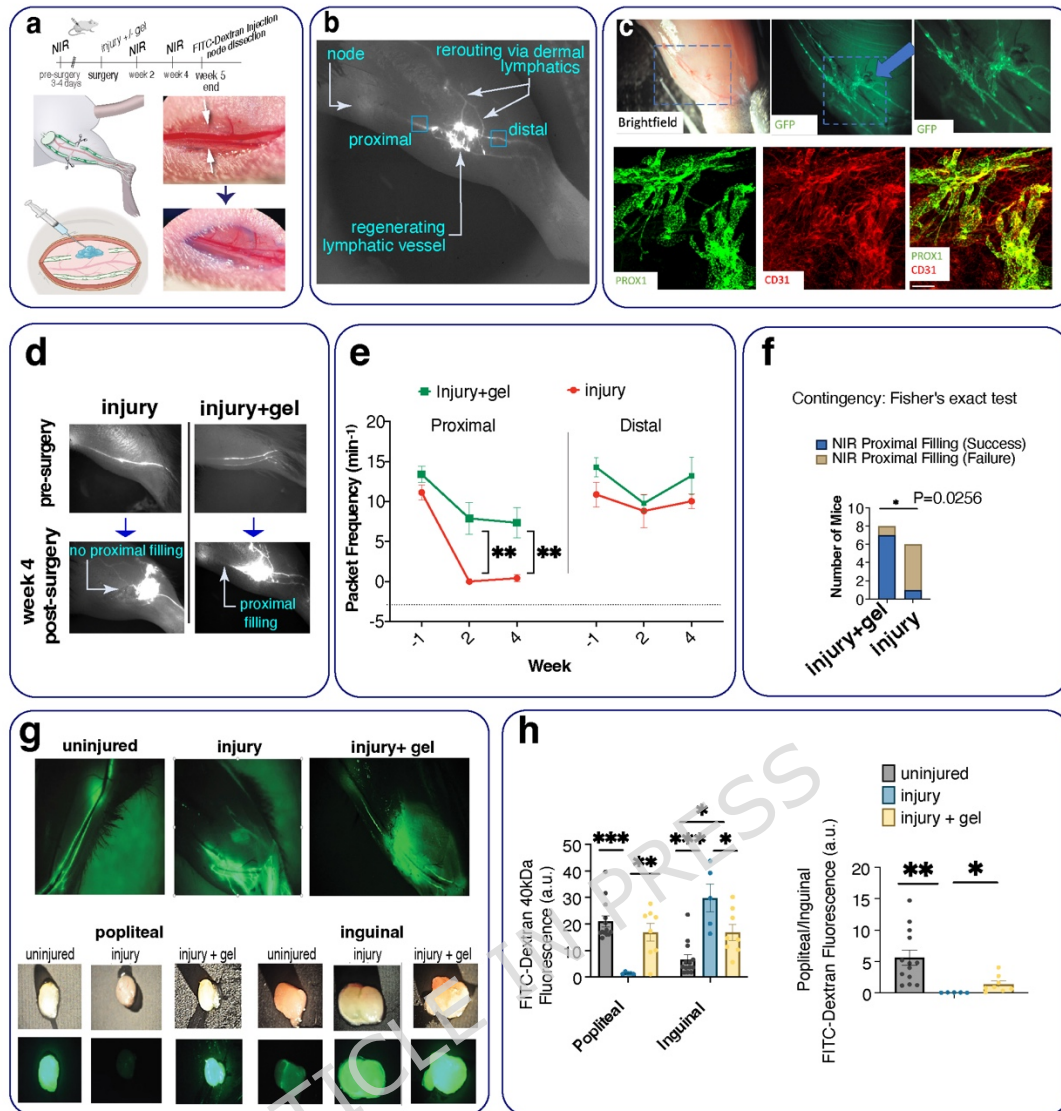 a
NIR
injury +/- gel
NIR
NIR
FITC-Dextran Injection
node dissection
pre-surgery
3-4 days
surgery
week 2
week 4
week 5
end
b
node
rerouting via dermal
lymphatics
proximal
distal
regenerating
lymphatic vessel
c
Brightfield
GFP
GFP
PROX1
CD31
PROX1
CD31
d
injury
injury+gel
pre-surgery
week 4
post-surgery
no proximal filling
proximal
filling
e
Injury+gel
injury
Proximal
Distal
Packet Frequency (min⁻¹)
20
15
10
5
0
-5
-1
2
4
-1
2
4
Week
f
Contingency: Fisher's exact test
NIR Proximal Filling (Success)
NIR Proximal Filling (Failure)
* P=0.0256
Number of Mice
10
8
6
4
2
0
injury+gel
injury
g
uninjured
injury
injury+ gel
popliteal
inguinal
uninjured
injury
injury + gel
uninjured
injury
injury + gel
h
uninjured
injury
injury + gel
FITC-Dextran 40kDa
Fluorescence (a.u.)
50
40
30
20
10
0
***
**
***
*
*
Popliteal
Inguinal
Popliteal/Inguinal
FITC-Dextran Fluorescence (a.u.)
20
15
10
5
0
**
*
TICLE IN PRESS